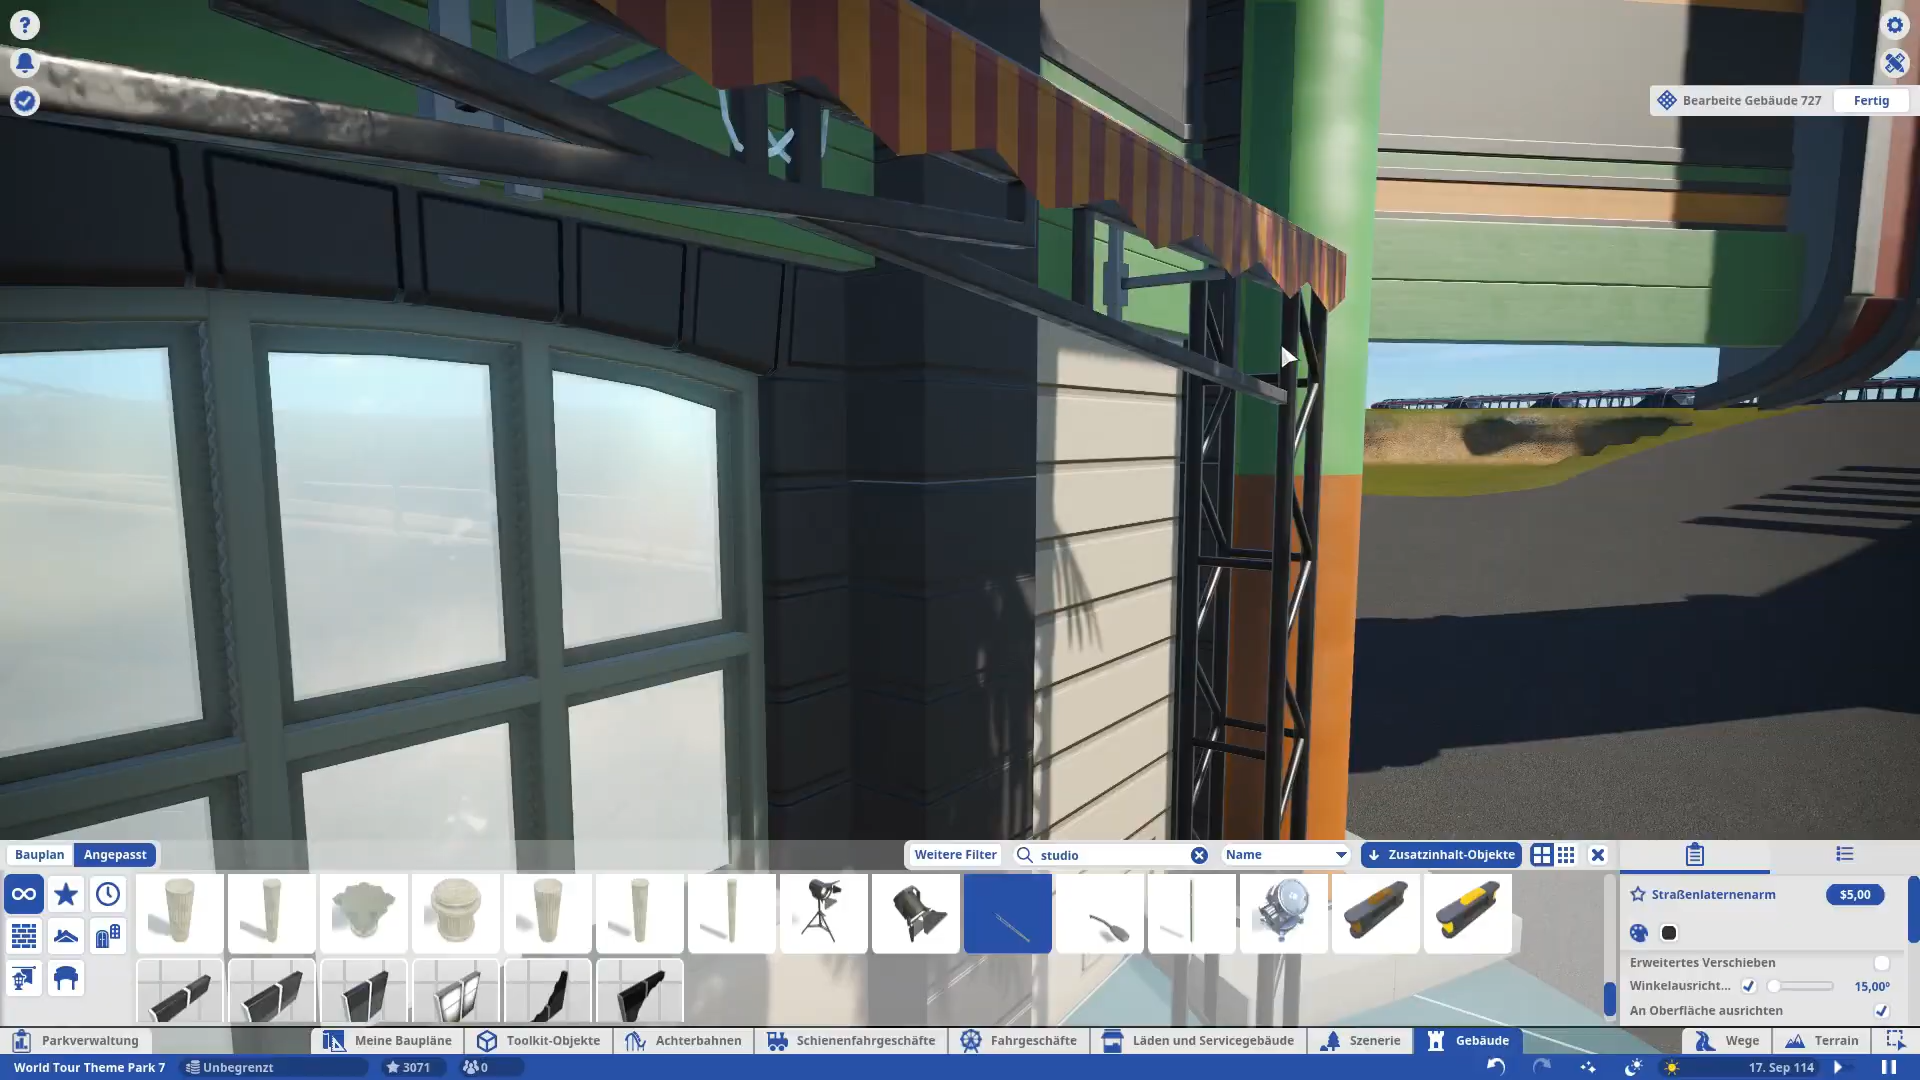 ?
Bearbeite Gebäude 727
Fertig
Bauplan
Angepasst
Weitere Filter
studio
Name
Zusatzinhalt-Objekte
Straßenlaternenarm
$5,00
Erweitertes Verschieben
Winkelausricht...
15,00°
An Oberfläche ausrichten
Parkverwaltung
Meine Baupläne
Toolkit-Objekte
Achterbahnen
Schienenfahrgeschäfte
Fahrgeschäfte
Läden und Servicegebäude
Szenerie
Gebäude
Wege
Terrain
World Tour Theme Park 7
Unbegrenzt
3071
0
17. Sep 114